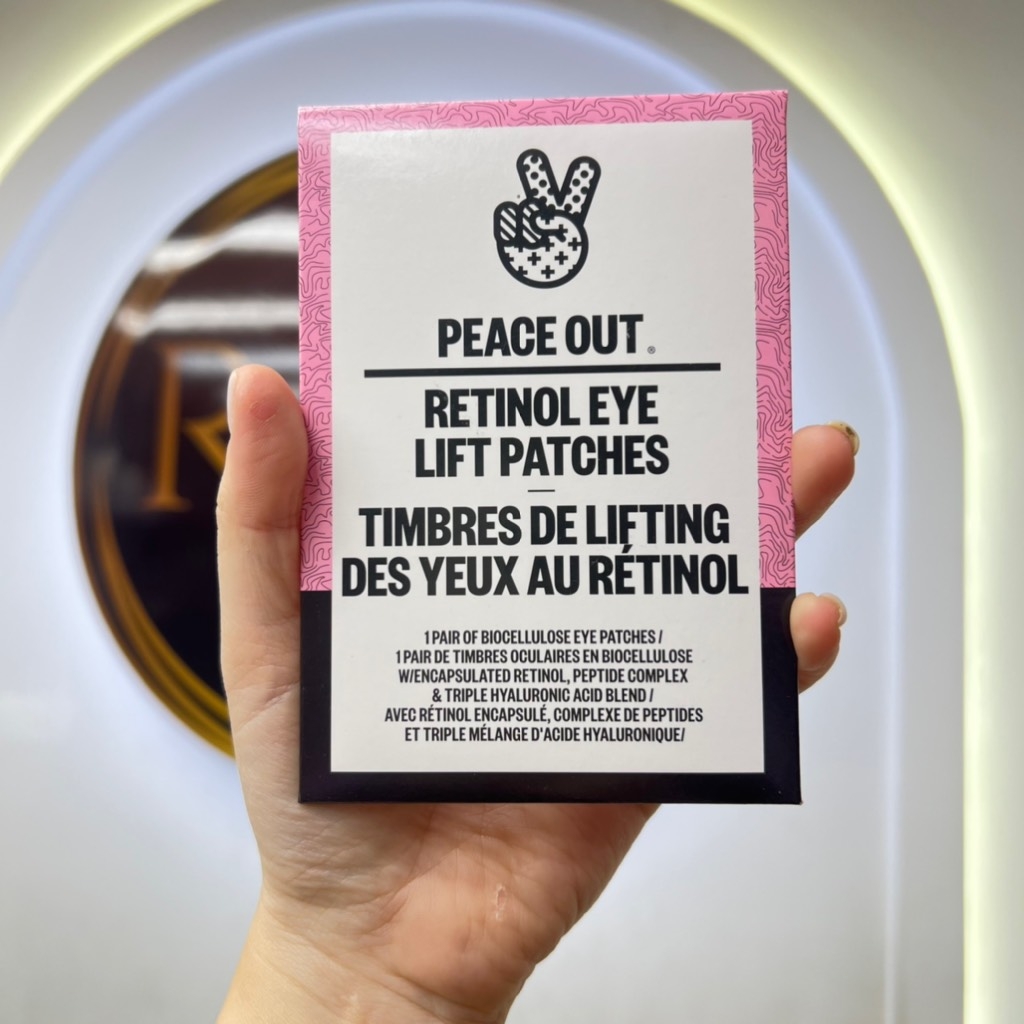 PEACE OUT®
RETINOL EYE
LIFT PATCHES
TIMBRES DE LIFTING
DES YEUX AU RÉTINOL
1 PAIR OF BIOCELLULOSE EYE PATCHES /
1 PAIR DE TIMBRES OCULAIRES EN BIOCELLULOSE
W/ENCAPSULATED RETINOL, PEPTIDE COMPLEX
& TRIPLE HYALURONIC ACID BLEND /
AVEC RÉTINOL ENCAPSULÉ, COMPLEXE DE PEPTIDES
ET TRIPLE MÉLANGE D'ACIDE HYALURONIQUE/
R